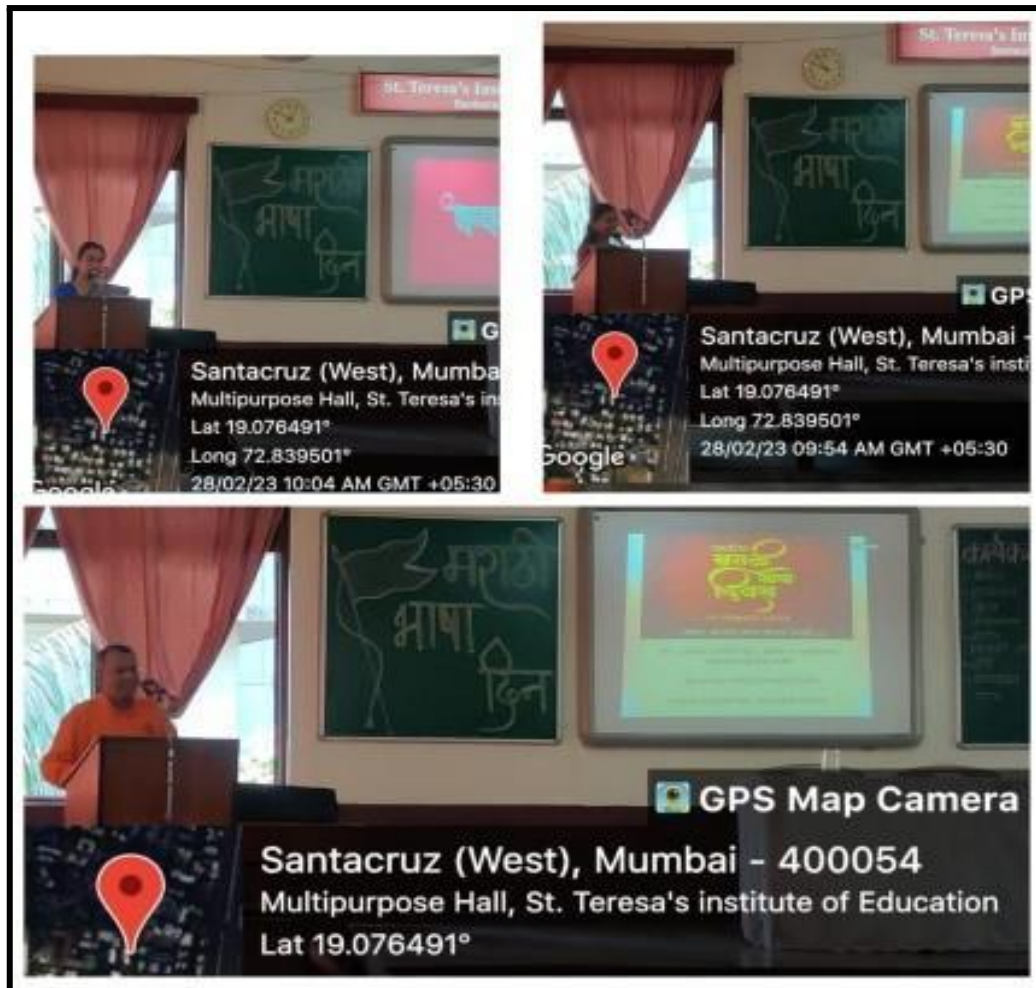 St. Teresa's Ins
मराठी
भाषा
दिन
G
Santacruz (West), Mumba
Multipurpose Hall, St. Teresa's ins
Lat 19.076491°
Long 72.839501°
28/02/23 10:04 AM GMT +05:30
Google
St. Teresa's Ins
मराठी
भाषा
दिन
GPS
Santacruz (West), Mumbai -
Multipurpose Hall, St. Teresa's insti
Lat 19.076491°
Long 72.839501°
28/02/23 09:54 AM GMT +05:30
Google
मराठी
भाषा
दिन
मराठी
भाषा
दिवस
GPS Map Camera
Santacruz (West), Mumbai - 400054
Multipurpose Hall, St. Teresa's institute of Education
Lat 19.076491°